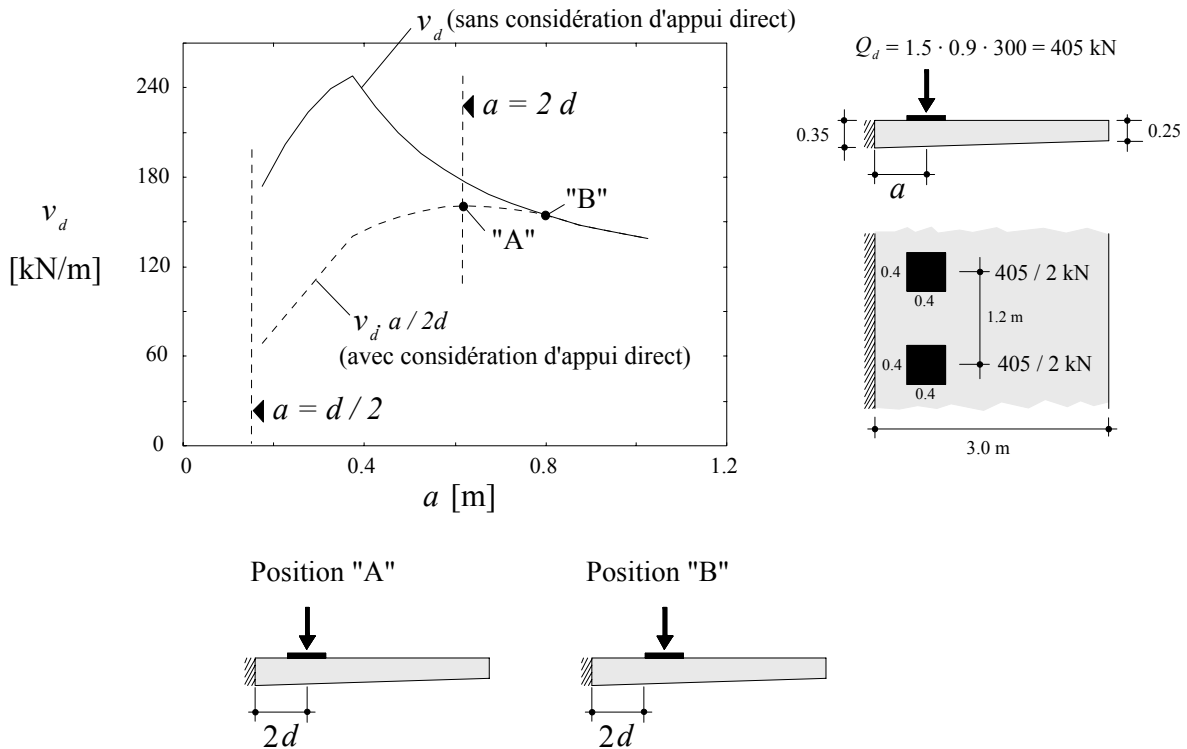 v_d (sans considération d'appui direct)
240
180
120
60
0
v_d
[kN/m]
a = 2 d
"B"
"A"
v_d · a / 2d
(avec considération d'appui direct)
a = d / 2
0
0.4
0.8
1.2
a [m]
Q_d = 1.5 · 0.9 · 300 = 405 kN
0.35
0.25
a
0.4
0.4
405 / 2 kN
1.2 m
0.4
0.4
405 / 2 kN
3.0 m
Position "A"
Position "B"
2d
2d